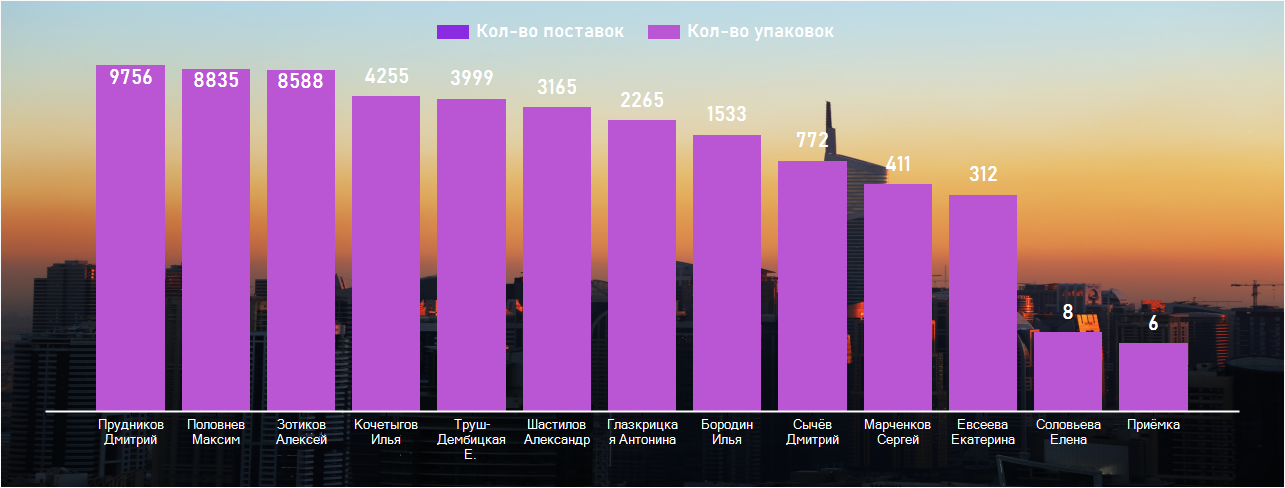 Кол-во поставок Кол-во упаковок
9756 8835 8588 4255 3999 3165 2265 1533 772 411 312 8 6
Прудников Дмитрий
Половнев Максим
Зотиков Алексей
Кочетыгов Илья
Труш-Дембицкая Е.
Шастилов Александр
Глазкрицкая Антонина
Бородин Илья
Сычёв Дмитрий
Марченков Сергей
Евсеева Екатерина
Соловьева Елена
Приёмка